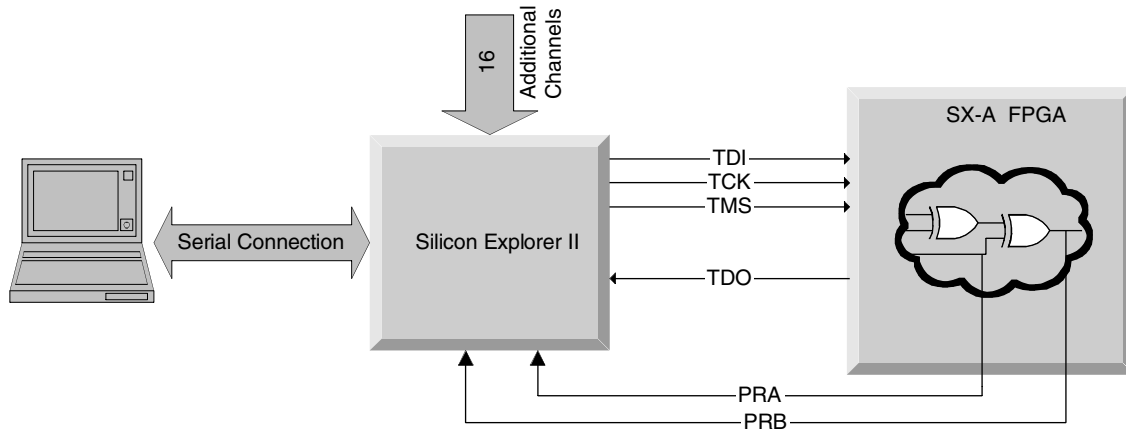 16
Additional
Channels
SX-A FPGA
TDI
TCK
TMS
Serial Connection
Silicon Explorer II
TDO
PRA
PRB